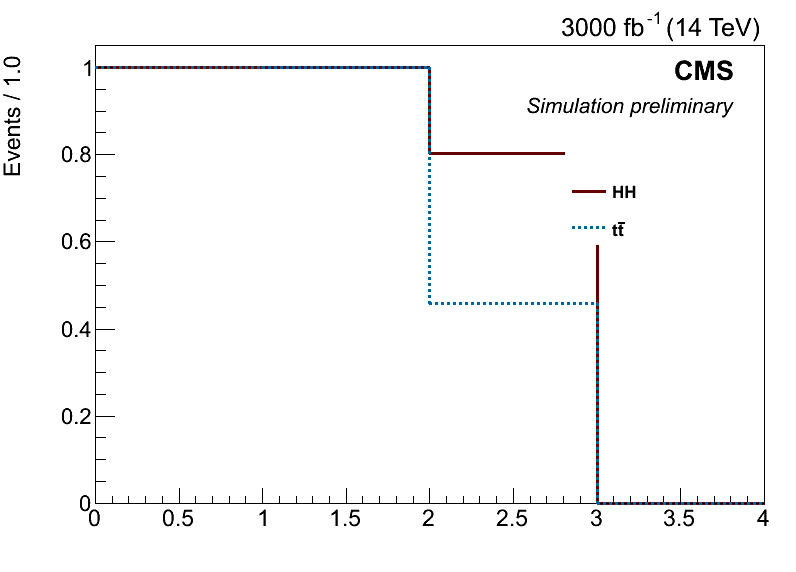 3000 fb⁻¹ (14 TeV)
Events / 1.0
CMS
Simulation preliminary
HH
tt̄
1
0.8
0.6
0.4
0.2
0
0 0.5 1 1.5 2 2.5 3 3.5 4